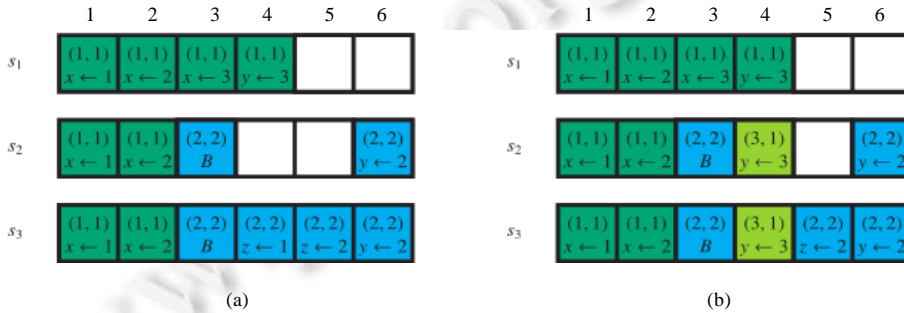 1 2 3 4 5 6
s₁ (1, 1) (1, 1) (1, 1) (1, 1)
x ← 1 x ← 2 x ← 3 y ← 3
s₂ (1, 1) (1, 1) (2, 2) (2, 2)
x ← 1 x ← 2 B y ← 2
s₃ (1, 1) (1, 1) (2, 2) (2, 2) (2, 2) (2, 2)
x ← 1 x ← 2 B z ← 1 z ← 2 y ← 2
(a)
1 2 3 4 5 6
s₁ (1, 1) (1, 1) (1, 1) (1, 1)
x ← 1 x ← 2 x ← 3 y ← 3
s₂ (1, 1) (1, 1) (2, 2) (3, 1) (2, 2)
x ← 1 x ← 2 B y ← 3 y ← 2
s₃ (1, 1) (1, 1) (2, 2) (3, 1) (2, 2) (2, 2)
x ← 1 x ← 2 B y ← 3 z ← 2 y ← 2
(b)